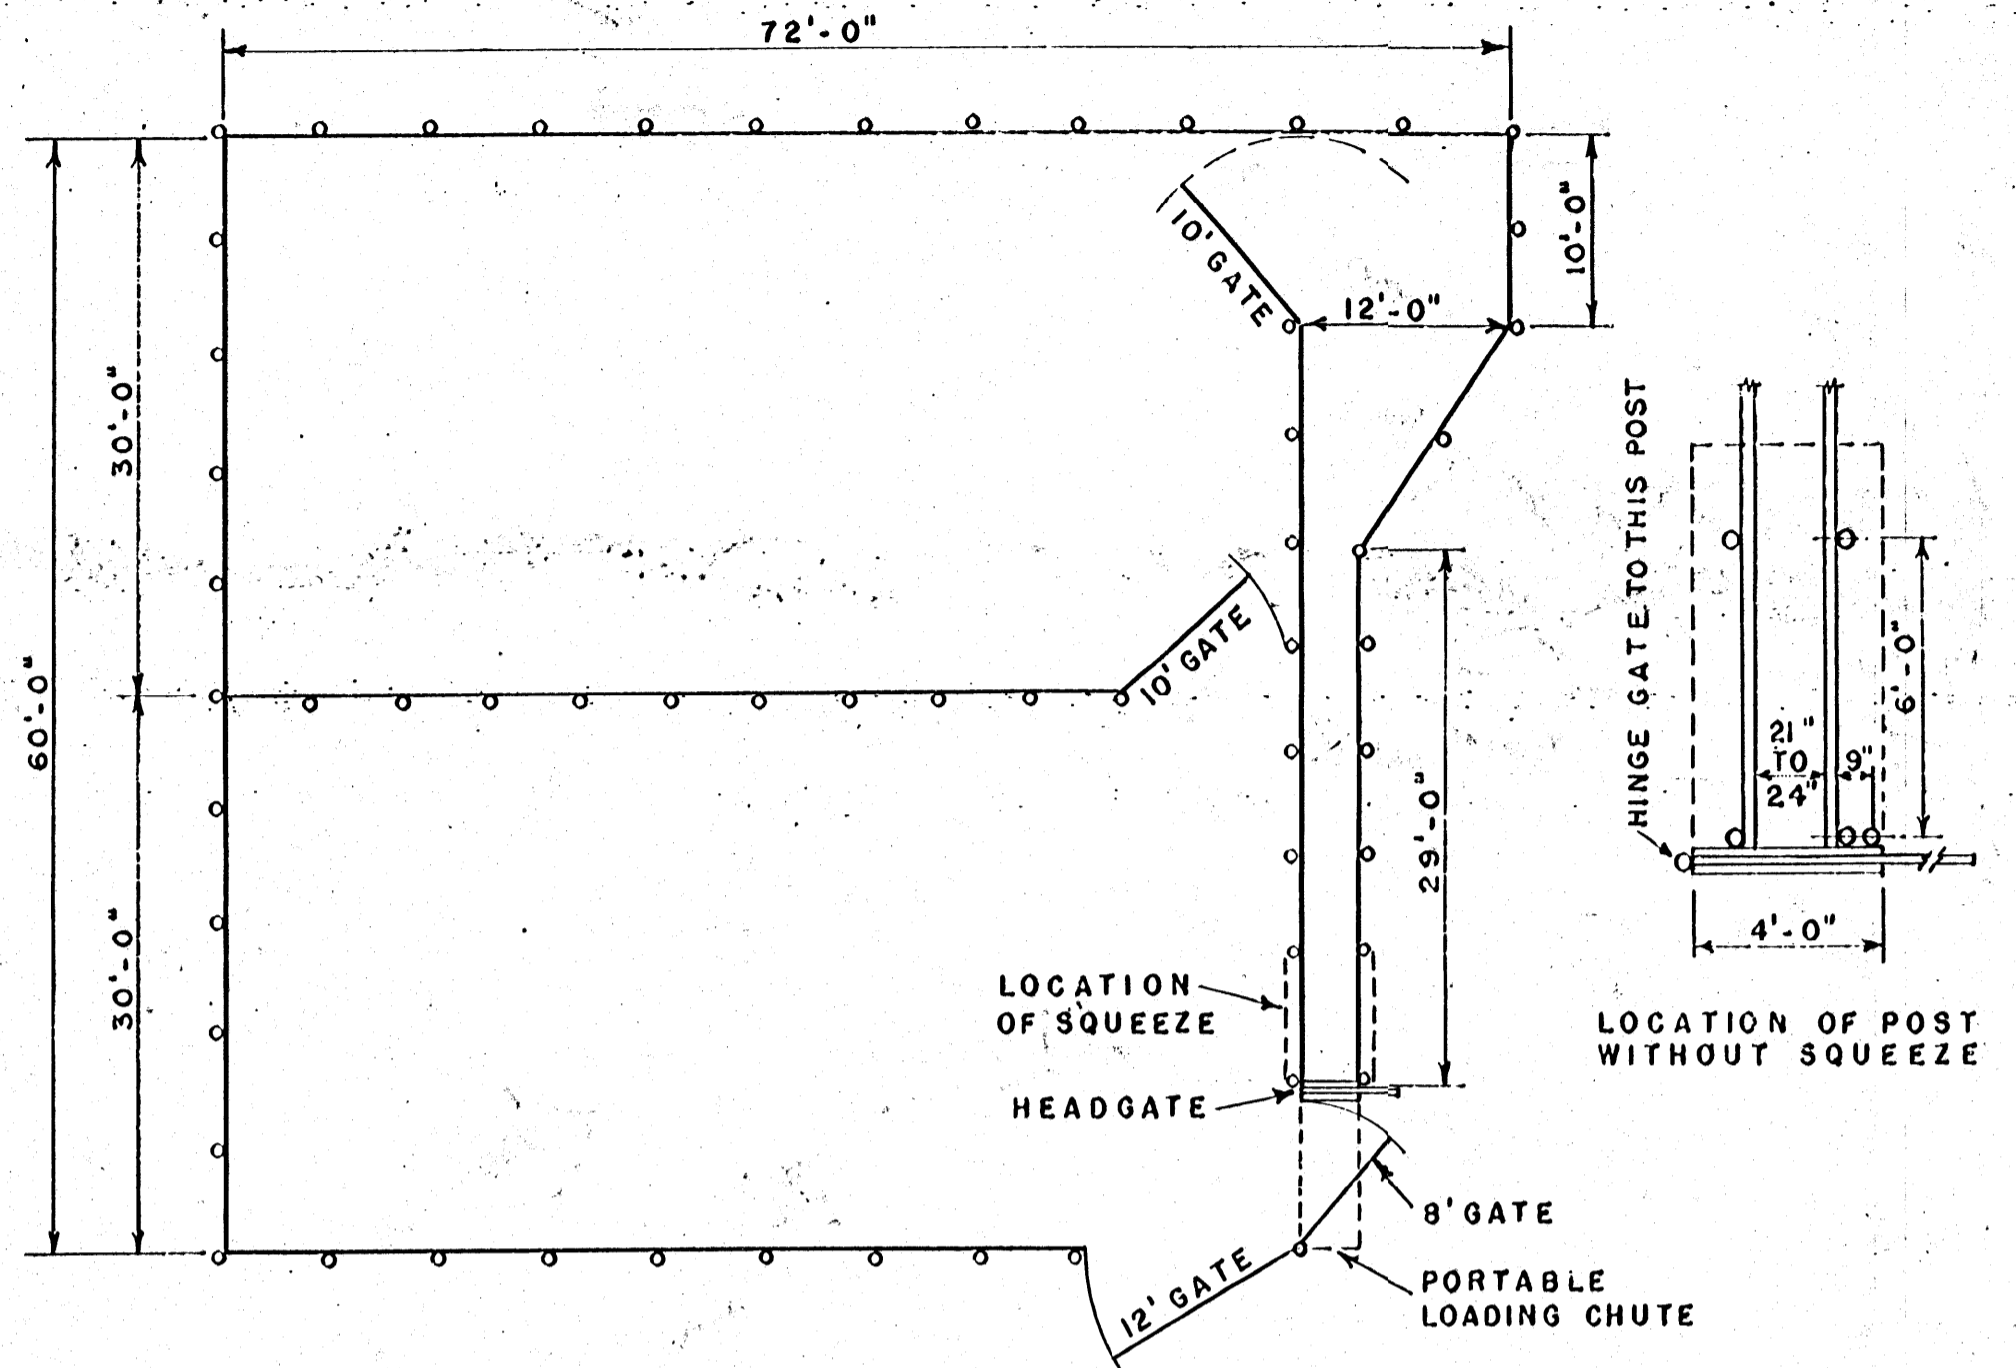 72'-0"
10'-0"
10' GATE
12'-0"
30'-0"
60'-0"
10' GATE
HINGE GATE TO THIS POST
21"
TO
24"
9"
6'-0"
29'-0"
4'-0"
30'-0"
LOCATION
OF SQUEEZE
LOCATION OF POST
WITHOUT SQUEEZE
HEADGATE
8' GATE
12' GATE
PORTABLE
LOADING CHUTE